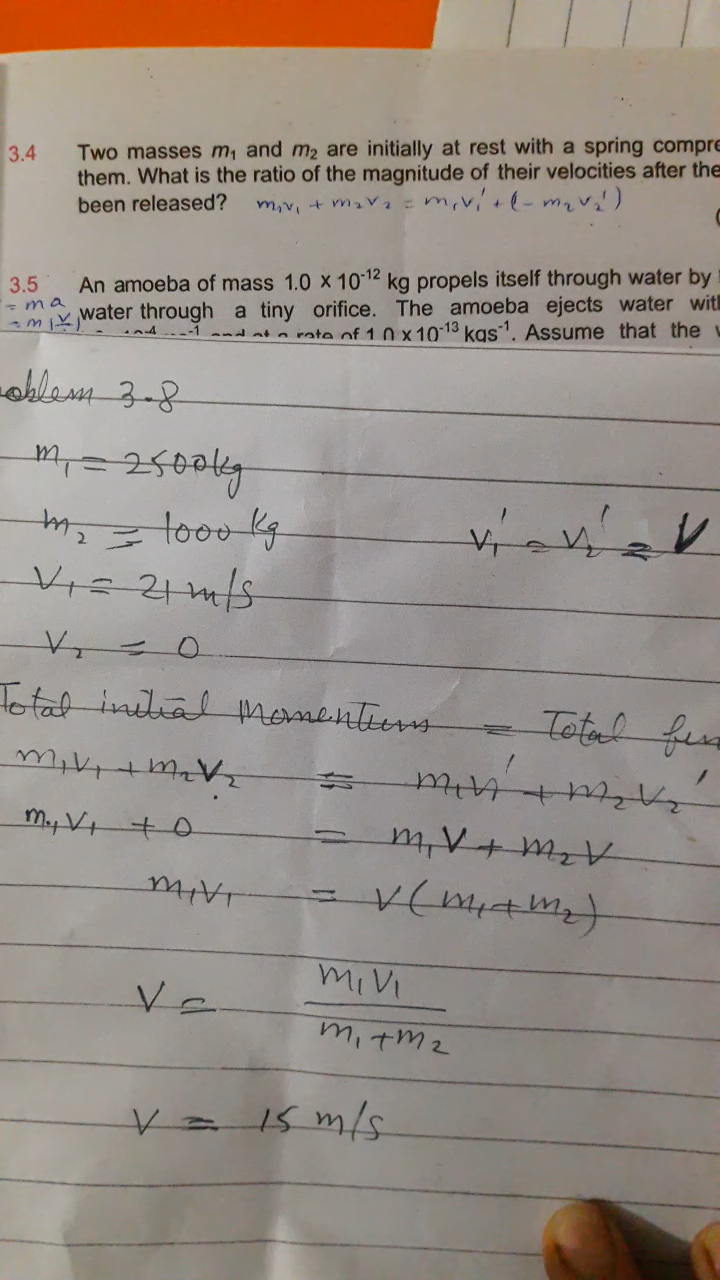 3.4 Two masses m₁ and m₂ are initially at rest with a spring compre
them. What is the ratio of the magnitude of their velocities after the
been released? m₁v₁ + m₂v₂ = m₁v₁' + (- m₂v₂')
3.5 An amoeba of mass 1.0 x 10⁻¹² kg propels itself through water by
= ma
water through a tiny orifice. The amoeba ejects water wit
= m(v
and at a rate of 1.0 x 10⁻¹³ kgs⁻¹. Assume that the
oblem 3.8
m₁ = 2500kg
m₂ = 1000 kg
v₁' = v₂' = V
V₁ = 21 m/s
V₂ = 0
Total initial momentum = Total
m₁V₁ + m₂V₂ = m₁V₁' + m₂V₂'
m₁V₁ + 0 = m₁V + m₂V
m₁V₁ = V(m₁+m₂)
V = m₁V₁ / m₁+m₂
V = 15 m/s